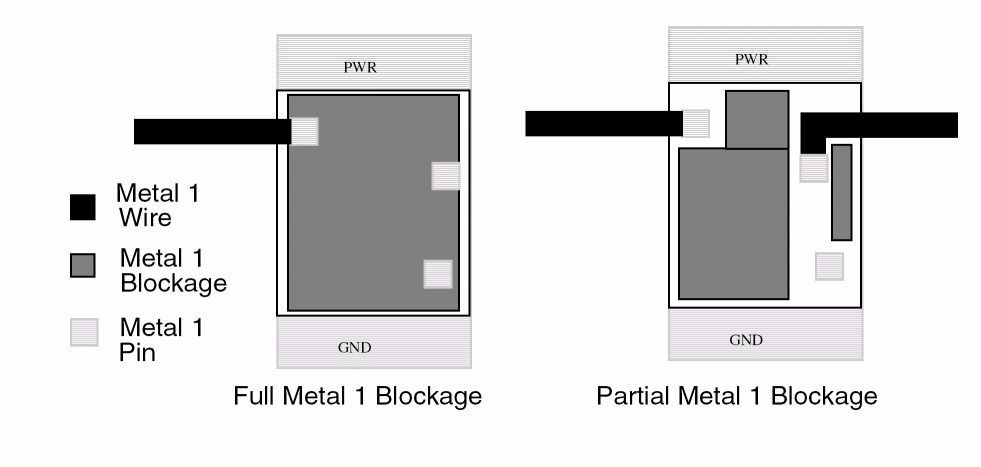 PWR
PWR
Metal 1
Wire
Metal 1
Blockage
Metal 1
Pin
GND
GND
Full Metal 1 Blockage
Partial Metal 1 Blockage